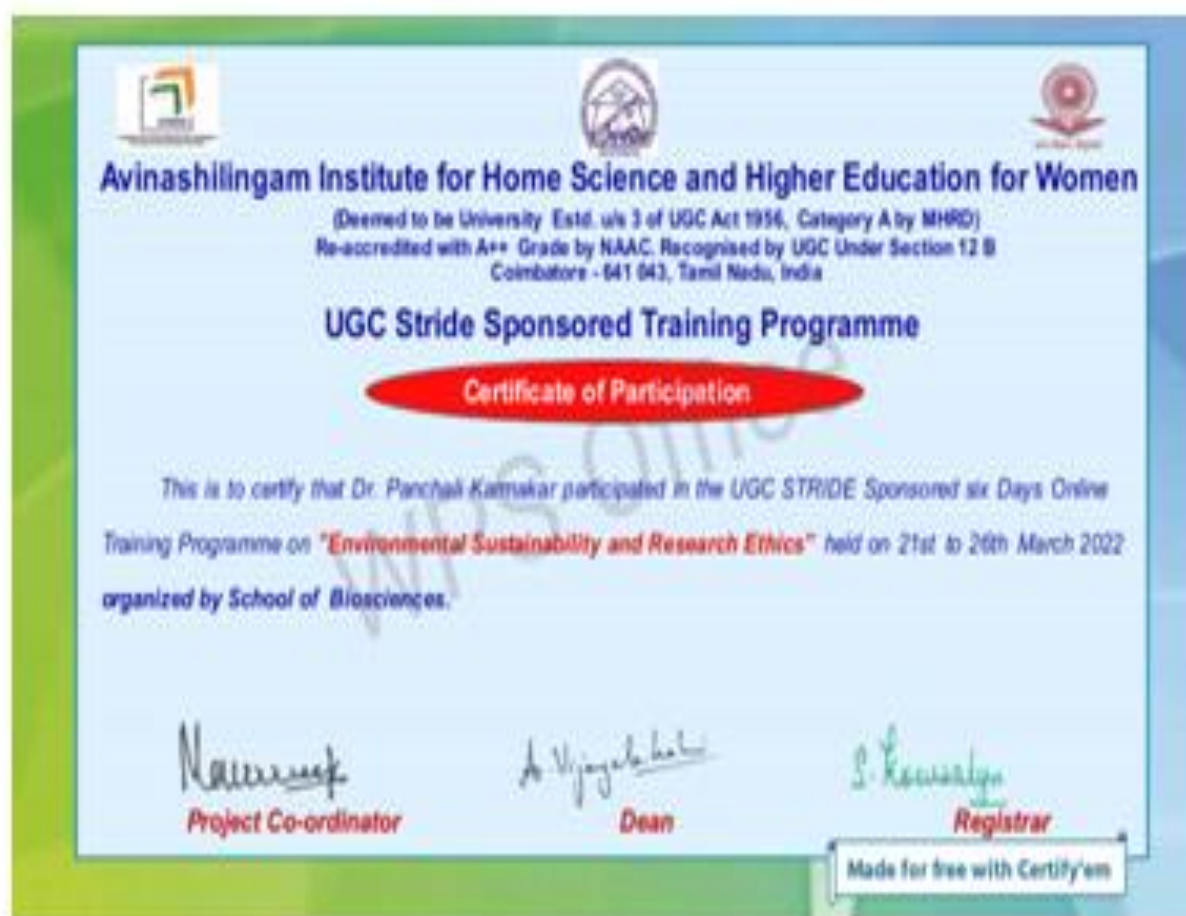 Avinashilingam Institute for Home Science and Higher Education for Women
(Deemed to be University Estd. u/s 3 of UGC Act 1956, Category A by MHRD)
Re-accredited with A++ Grade by NAAC. Recognised by UGC Under Section 12 B
Coimbatore - 641 043, Tamil Nadu, India
UGC Stride Sponsored Training Programme
Certificate of Participation
This is to certify that Dr. Panchali Karmakar participated in the UGC STRIDE Sponsored six Days Online
Training Programme on "Environmental Sustainability and Research Ethics" held on 21st to 26th March 2022
organized by School of Biosciences.
WPS Office
A. Vijayalakshmi
S. Kowsalya
Project Co-ordinator
Dean
Registrar
Made for free with Certify'em